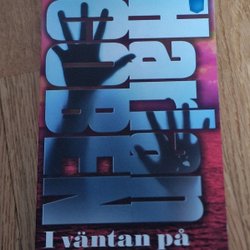 Harlan
COBEN
I väntan på